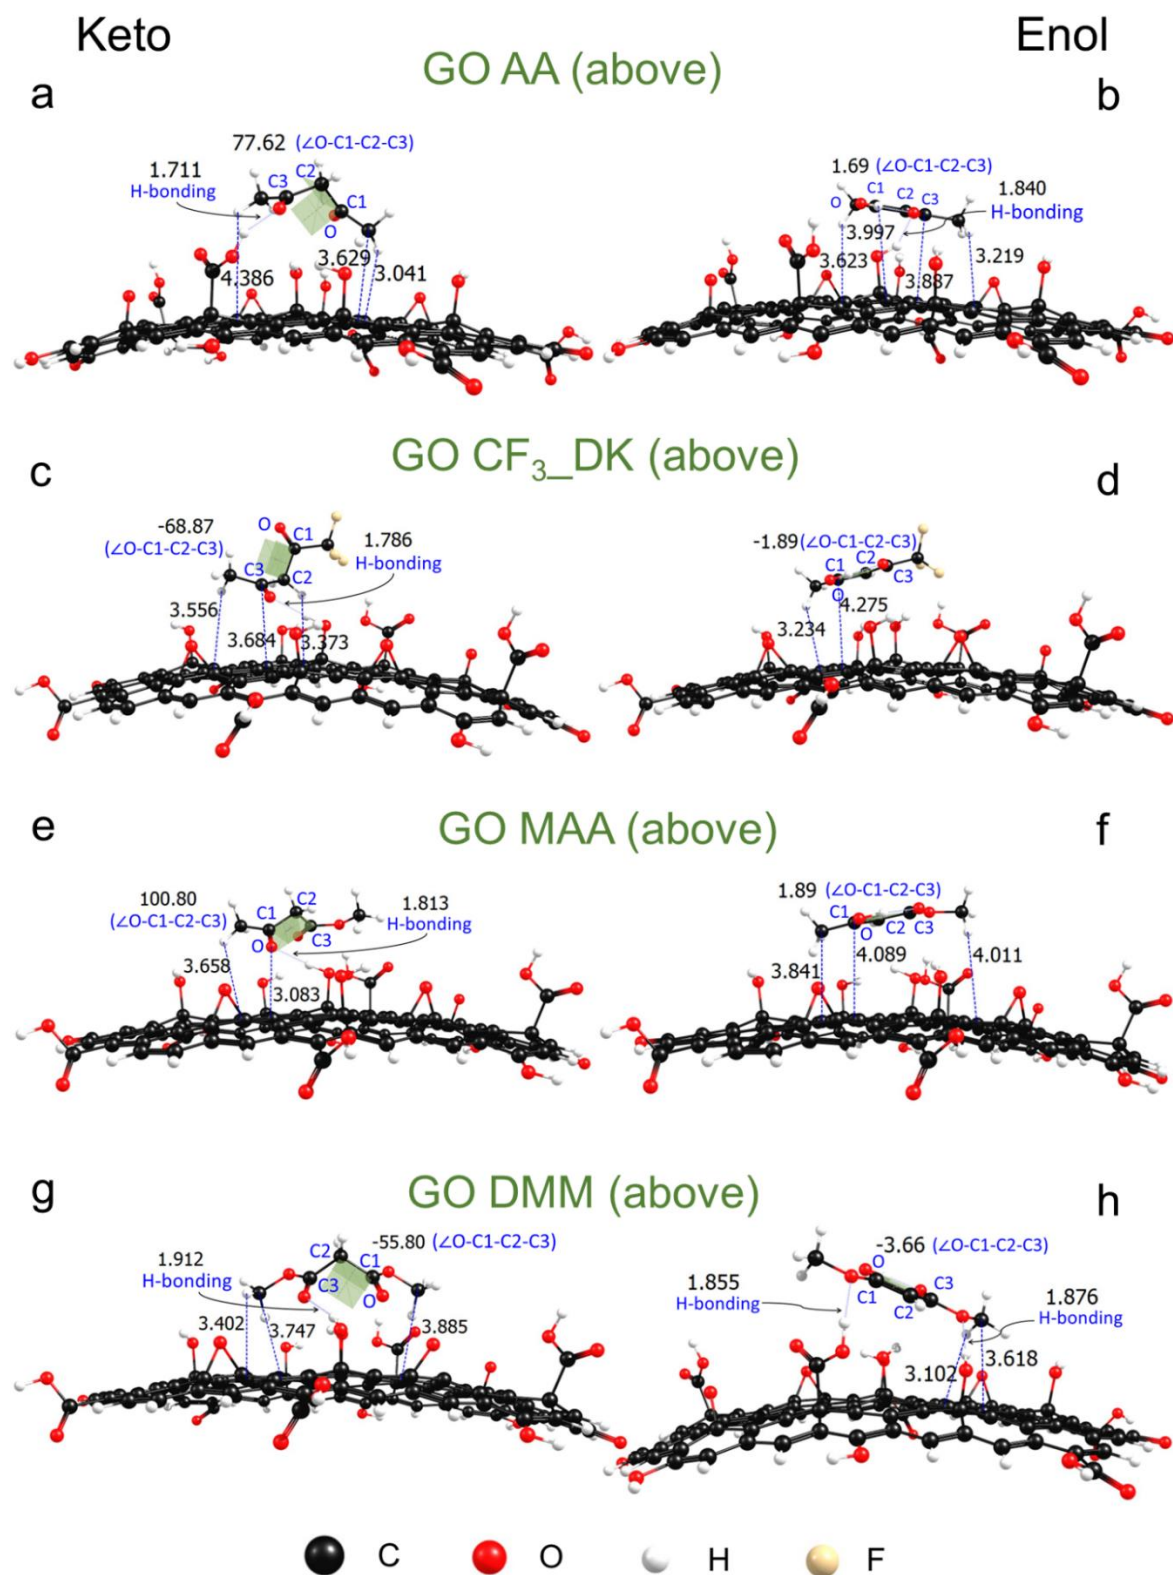 Keto
Enol
GO AA (above)
a
b
77.62 (∠O-C1-C2-C3)
1.711
H-bonding
C2
C3
C1
O
4.386
3.629
3.041
1.69 (∠O-C1-C2-C3)
C1
O
C2
C3
1.840
H-bonding
3.997
3.623
3.887
3.219
GO CF₃_DK (above)
c
d
-68.87
(∠O-C1-C2-C3)
O
C1
1.786
H-bonding
C3
C2
3.556
3.684
3.373
-1.89(∠O-C1-C2-C3)
C2
C1
C3
O
4.275
3.234
GO MAA (above)
e
f
100.80
(∠O-C1-C2-C3)
C2
C1
1.813
H-bonding
O
C3
3.658
3.083
1.89 (∠O-C1-C2-C3)
C1
O
C2
C3
4.089
4.011
3.841
GO DMM (above)
g
h
-55.80 (∠O-C1-C2-C3)
C2
C1
1.912
H-bonding
C3
O
3.402
3.747
3.885
-3.66 (∠O-C1-C2-C3)
O
C3
C1
C2
1.855
H-bonding
1.876
H-bonding
3.102
3.618
C
O
H
F